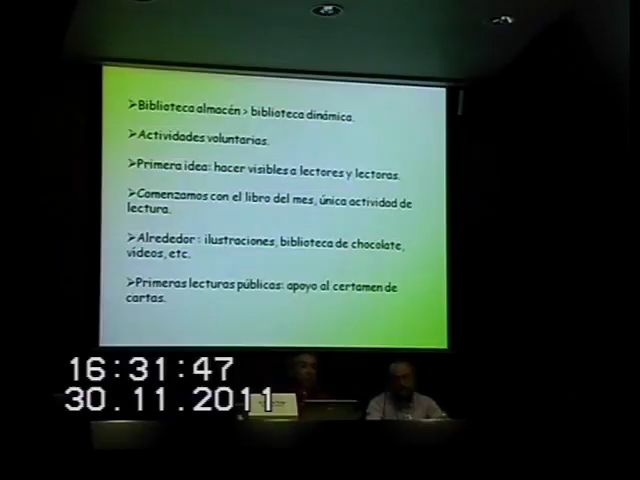 ➢Biblioteca almacén > biblioteca dinámica.
➢Actividades voluntarias.
➢Primera idea: hacer visibles a lectores y lectoras.
➢Comenzamos con el libro del mes, única actividad de
lectura.
➢Alrededor : ilustraciones, biblioteca de chocolate,
vídeos, etc.
➢Primeras lecturas públicas: apoyo al certamen de
cartas.
16:31:47
30.11.2011